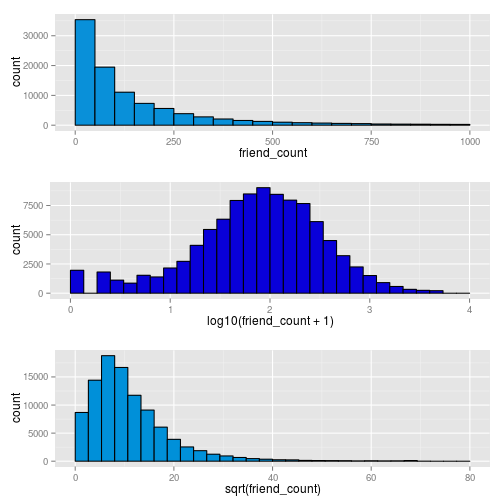 count
30000
20000
10000
0
0 250 500 750 1000
friend_count
count
7500
5000
2500
0
0 1 2 3 4
log10(friend_count + 1)
count
15000
10000
5000
0
0 20 40 60 80
sqrt(friend_count)